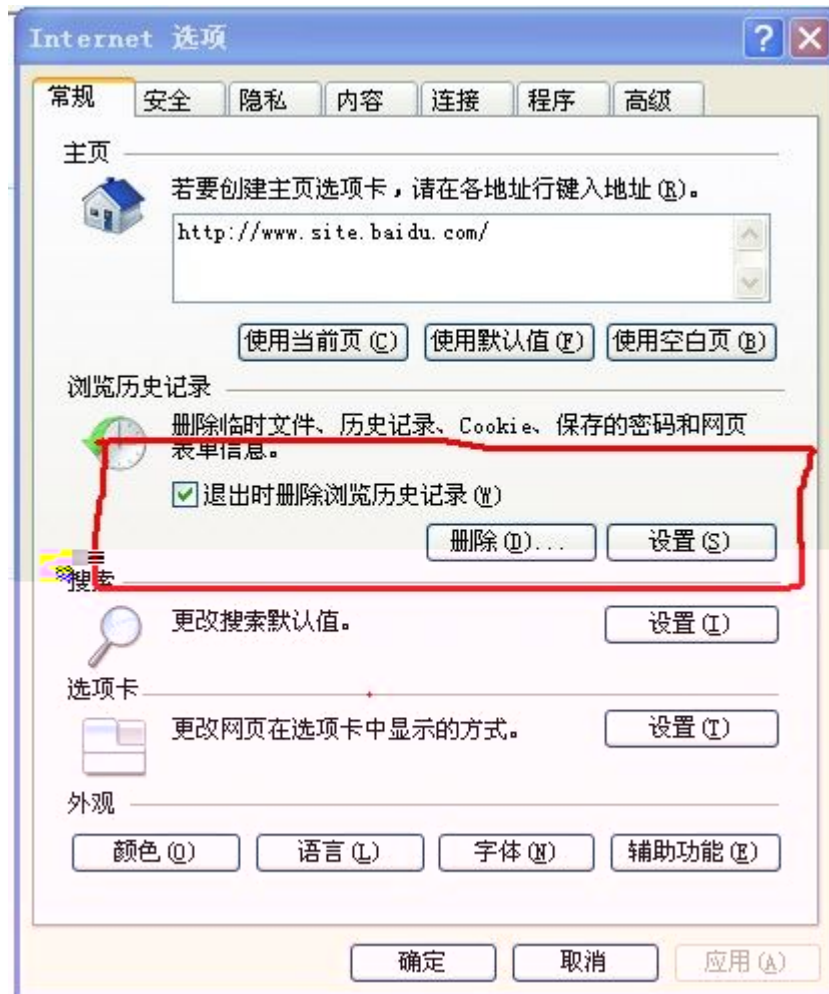 Internet 选项
常规 安全 隐私 内容 连接 程序 高级
主页
若要创建主页选项卡，请在各地址行键入地址(R)。
http://www.site.baidu.com/
使用当前页(C) 使用默认值(F) 使用空白页(B)
浏览历史记录
删除临时文件、历史记录、Cookie、保存的密码和网页
表单信息。
退出时删除浏览历史记录(W)
删除(D)... 设置(S)
搜索
更改搜索默认值。 设置(I)
选项卡
更改网页在选项卡中显示的方式。 设置(T)
外观
颜色(O) 语言(L) 字体(N) 辅助功能(E)
确定 取消 应用(A)